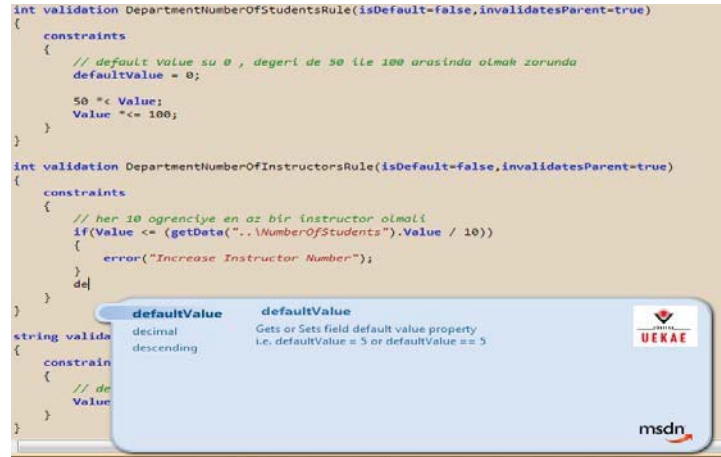 int validation DepartmentNumberOfStudentsRule(isDefault=false,invalidatesParent=true)
{
constraints
{
// default Value su 0 , degeri de 50 ile 100 arasinda olmak zorunda
defaultValue = 0;
50 *< Value;
Value *<= 100;
}
}
int validation DepartmentNumberOfInstructorsRule(isDefault=false,invalidatesParent=true)
{
constraints
{
// her 10 ogrenciye en az bir instructor olmali
if(Value <= (getData("..\NumberOfStudents").Value / 10))
{
error("Increase Instructor Number");
}
de
}
}
string valida
{
constrain
{
// de
Value
}
}
defaultValue
decimal
descending
defaultValue
Gets or Sets field default value property
i.e. defaultValue = 5 or defaultValue == 5
UEKAE
msdn